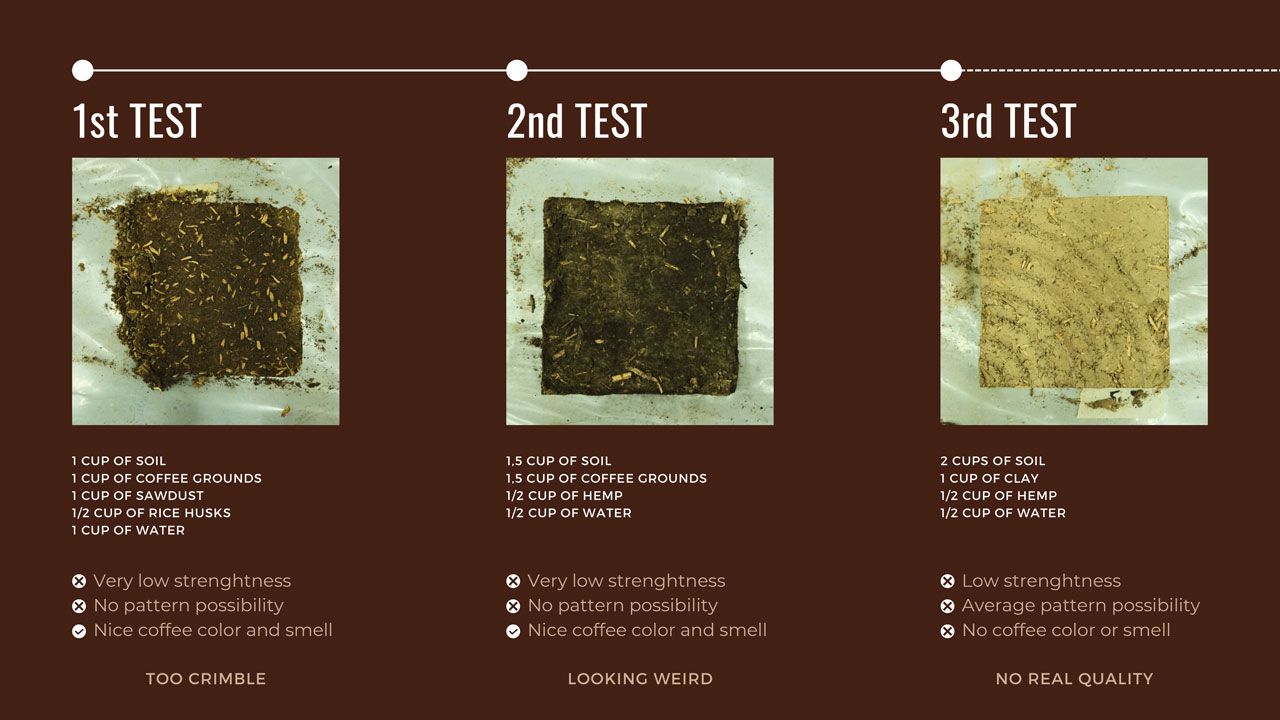 1st TEST
1 CUP OF SOIL
1 CUP OF COFFEE GROUNDS
1 CUP OF SAWDUST
1/2 CUP OF RICE HUSKS
1 CUP OF WATER
Very low strenghtness
No pattern possibility
Nice coffee color and smell
TOO CRIMBLE
2nd TEST
1,5 CUP OF SOIL
1,5 CUP OF COFFEE GROUNDS
1/2 CUP OF HEMP
1/2 CUP OF WATER
Very low strenghtness
No pattern possibility
Nice coffee color and smell
LOOKING WEIRD
3rd TEST
2 CUPS OF SOIL
1 CUP OF CLAY
1/2 CUP OF HEMP
1/2 CUP OF WATER
Low strenghtness
Average pattern possibility
No coffee color or smell
NO REAL QUALITY